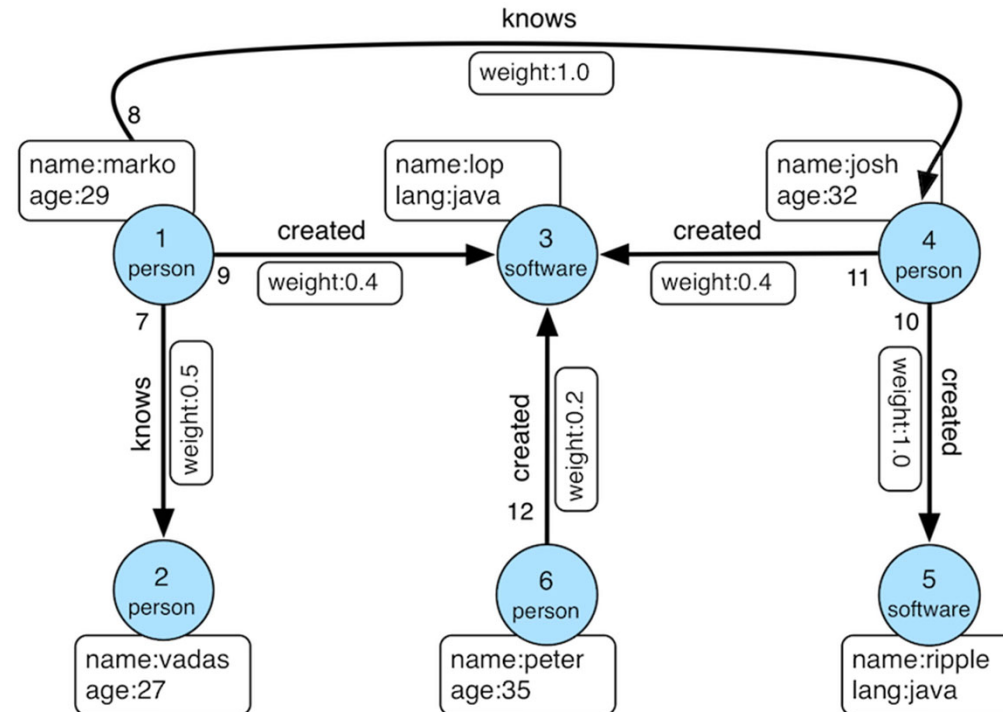 knows
weight:1.0
8
name:marko
age:29
name:lop
lang:java
name:josh
age:32
1
person
created
3
software
created
4
person
9
weight:0.4
weight:0.4
11
7
10
knows
weight:0.5
created
weight:0.2
weight:1.0
created
12
2
person
6
person
5
software
name:vadas
age:27
name:peter
age:35
name:ripple
lang:java